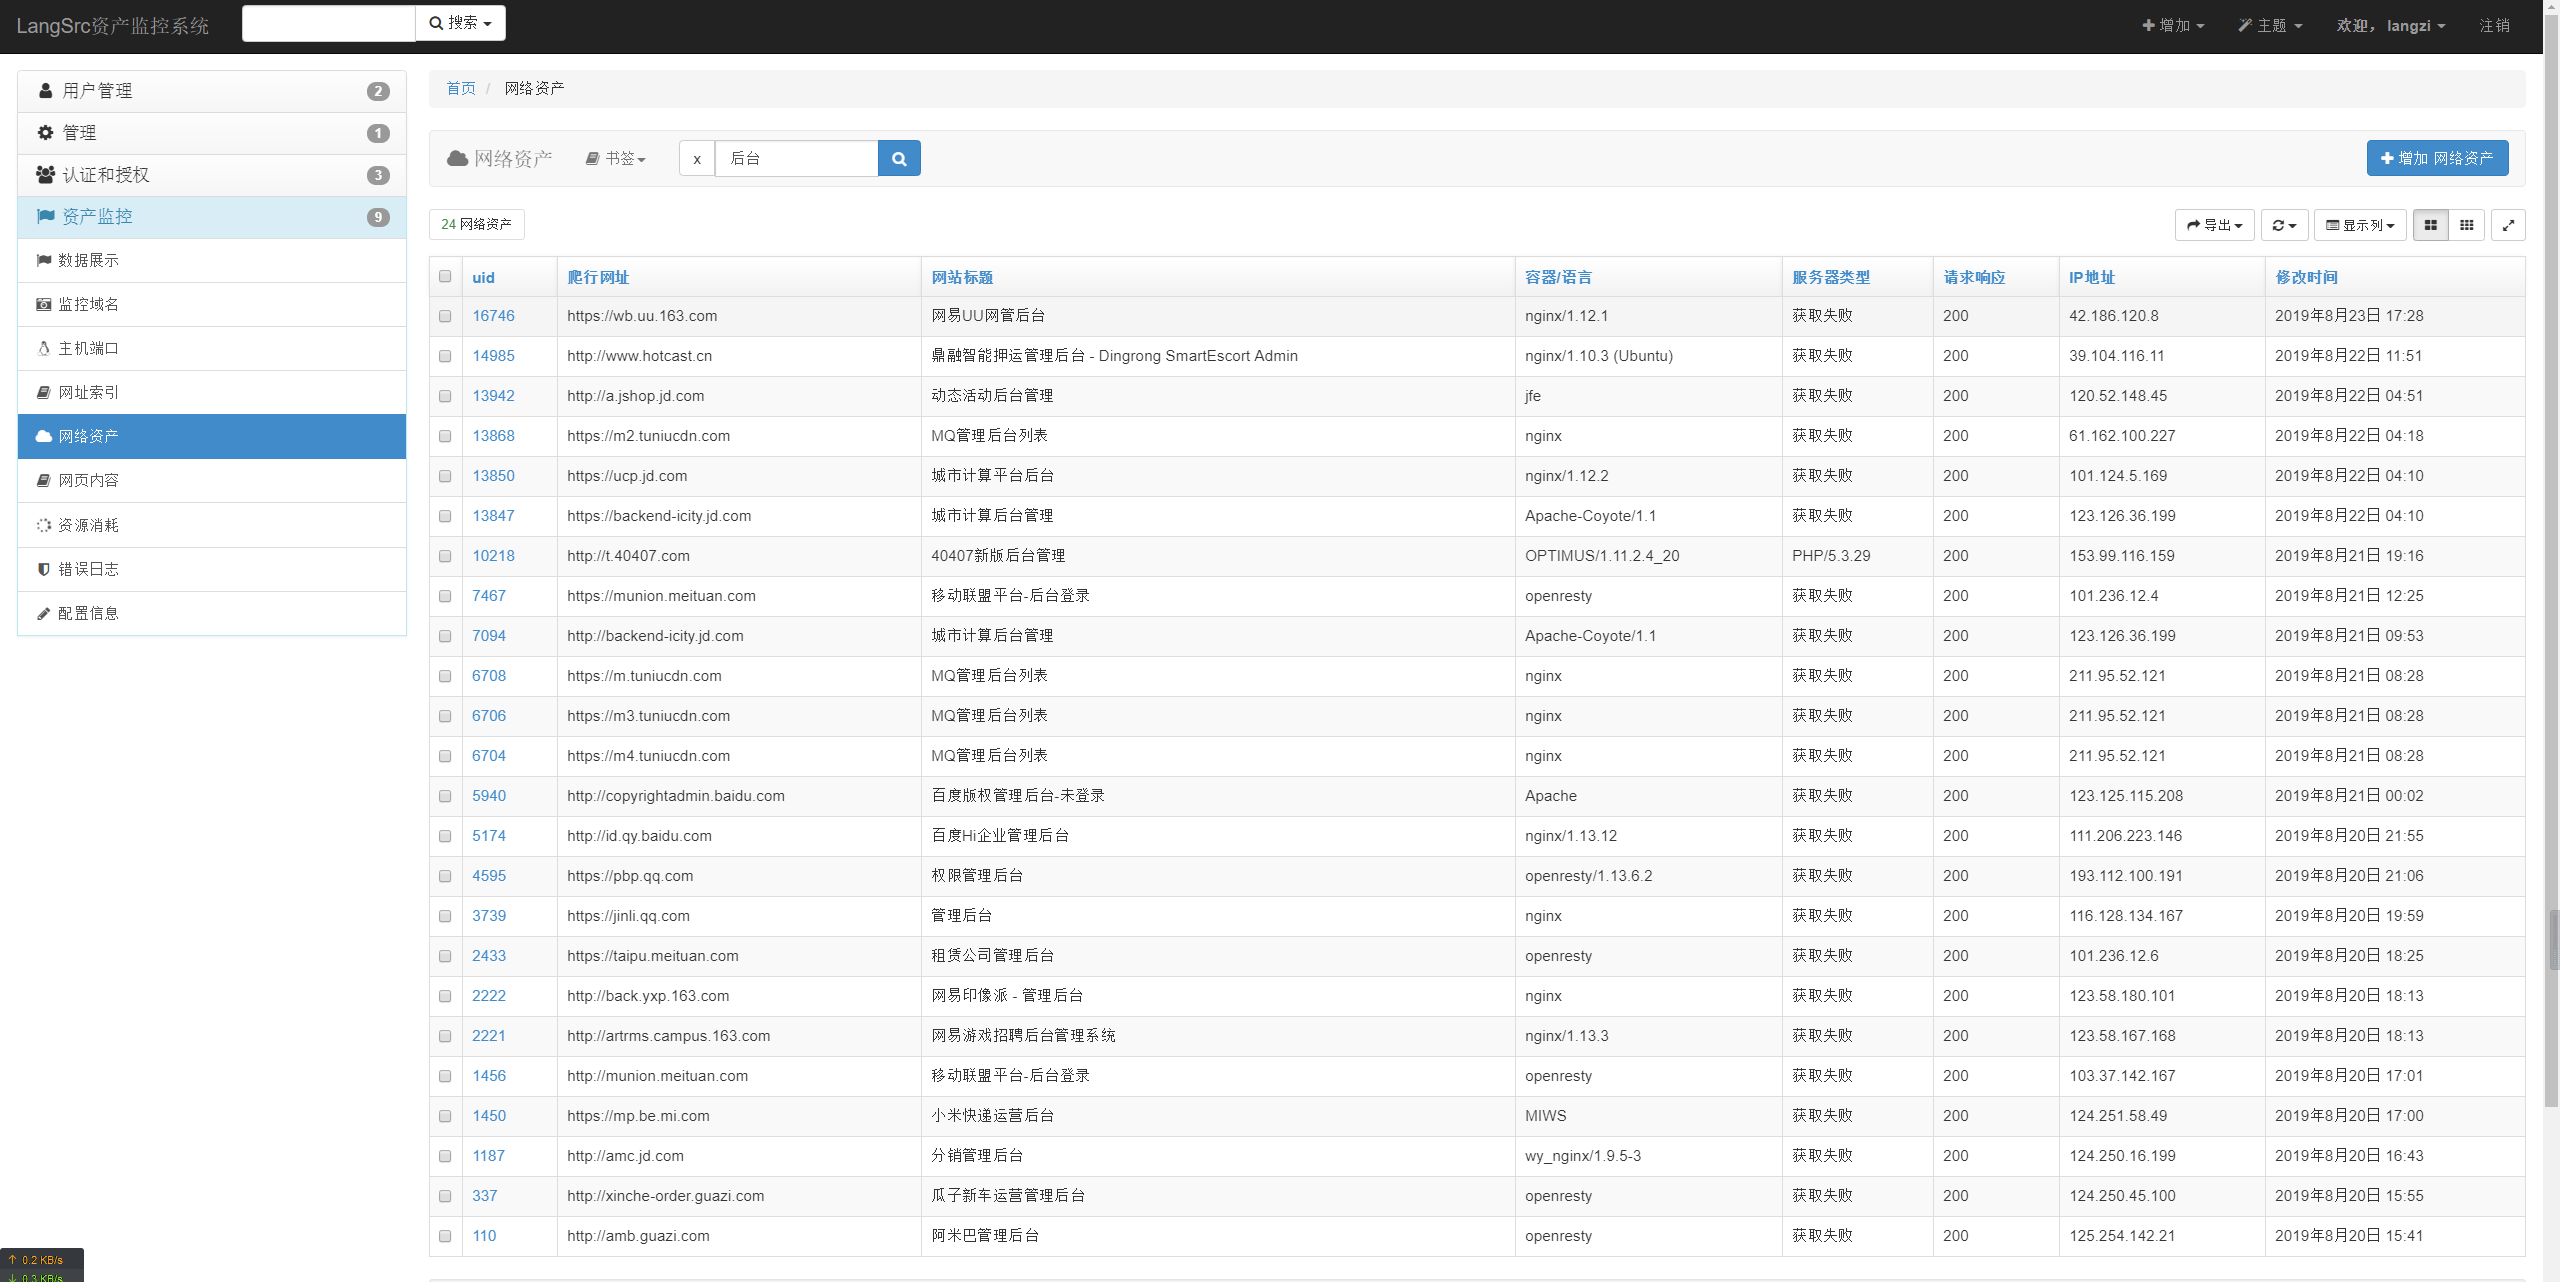 LangSrc资产监控系统 搜索 增加 主题 欢迎， langzi 注销
用户管理 2
管理 1
认证和授权 3
资产监控 9
数据展示
监控域名
主机端口
网址索引
网络资产
网页内容
资源消耗
错误日志
配置信息
首页 / 网络资产
网络资产 书签 x 后台 增加 网络资产
24 网络资产 导出 显示列
uid 爬行网址 网站标题 容器/语言 服务器类型 请求响应 IP地址 修改时间
16746 https://wb.uu.163.com 网易UU网管后台 nginx/1.12.1 获取失败 200 42.186.120.8 2019年8月23日 17:28
14985 http://www.hotcast.cn 鼎融智能押运管理后台 - Dingrong SmartEscort Admin nginx/1.10.3 (Ubuntu) 获取失败 200 39.104.116.11 2019年8月22日 11:51
13942 http://a.jshop.jd.com 动态活动后台管理 jfe 获取失败 200 120.52.148.45 2019年8月22日 04:51
13868 https://m2.tuniucdn.com MQ管理后台列表 nginx 获取失败 200 61.162.100.227 2019年8月22日 04:18
13850 https://ucp.jd.com 城市计算平台后台 nginx/1.12.2 获取失败 200 101.124.5.169 2019年8月22日 04:10
13847 https://backend-icity.jd.com 城市计算后台管理 Apache-Coyote/1.1 获取失败 200 123.126.36.199 2019年8月22日 04:10
10218 http://t.40407.com 40407新版后台管理 OPTIMUS/1.11.2.4_20 PHP/5.3.29 200 153.99.116.159 2019年8月21日 19:16
7467 https://munion.meituan.com 移动联盟平台-后台登录 openresty 获取失败 200 101.236.12.4 2019年8月21日 12:25
7094 http://backend-icity.jd.com 城市计算后台管理 Apache-Coyote/1.1 获取失败 200 123.126.36.199 2019年8月21日 09:53
6708 https://m.tuniucdn.com MQ管理后台列表 nginx 获取失败 200 211.95.52.121 2019年8月21日 08:28
6706 https://m3.tuniucdn.com MQ管理后台列表 nginx 获取失败 200 211.95.52.121 2019年8月21日 08:28
6704 https://m4.tuniucdn.com MQ管理后台列表 nginx 获取失败 200 211.95.52.121 2019年8月21日 08:28
5940 http://copyrightadmin.baidu.com 百度版权管理后台-未登录 Apache 获取失败 200 123.125.115.208 2019年8月21日 00:02
5174 http://id.qy.baidu.com 百度Hi企业管理后台 nginx/1.13.12 获取失败 200 111.206.223.146 2019年8月20日 21:55
4595 https://pbp.qq.com 权限管理后台 openresty/1.13.6.2 获取失败 200 193.112.100.191 2019年8月20日 21:06
3739 https://jinli.qq.com 管理后台 nginx 获取失败 200 116.128.134.167 2019年8月20日 19:59
2433 https://taipu.meituan.com 租赁公司管理后台 openresty 获取失败 200 101.236.12.6 2019年8月20日 18:25
2222 http://back.yxp.163.com 网易印像派 - 管理后台 nginx 获取失败 200 123.58.180.101 2019年8月20日 18:13
2221 http://artrms.campus.163.com 网易游戏招聘后台管理系统 nginx/1.13.3 获取失败 200 123.58.167.168 2019年8月20日 18:13
1456 http://munion.meituan.com 移动联盟平台-后台登录 openresty 获取失败 200 103.37.142.167 2019年8月20日 17:01
1450 https://mp.be.mi.com 小米快递运营后台 MIWS 获取失败 200 124.251.58.49 2019年8月20日 17:00
1187 http://amc.jd.com 分销管理后台 wy_nginx/1.9.5-3 获取失败 200 124.250.16.199 2019年8月20日 16:43
337 http://xinche-order.guazi.com 瓜子新车运营管理后台 openresty 获取失败 200 124.250.45.100 2019年8月20日 15:55
110 http://amb.guazi.com 阿米巴管理后台 openresty 获取失败 200 125.254.142.21 2019年8月20日 15:41
↑ 0.2 KB/s
↓ 0.3 KB/s